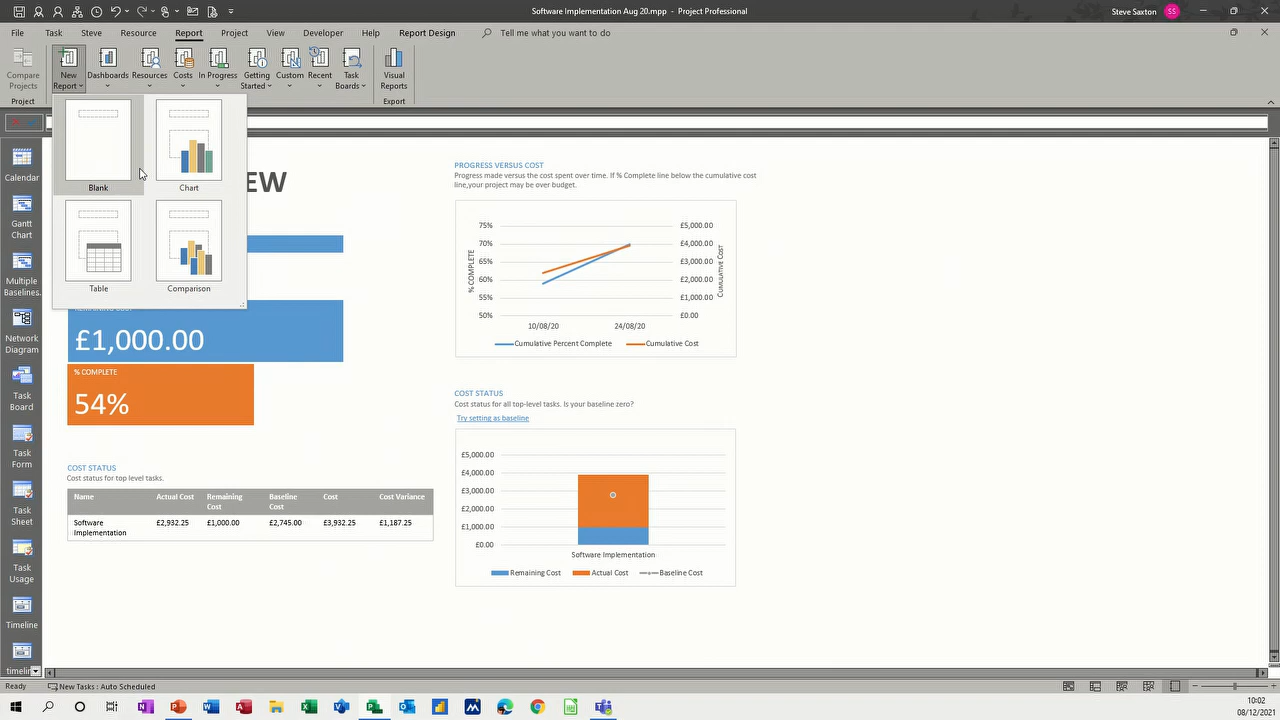 Software Implementation Aug 20.mpp - Project Professional
Steve Saxton
SS
File
Task
Steve
Resource
Report
Project
View
Developer
Help
Report Design
Tell me what you want to do
Compare Projects
New Report
Dashboards
Resources
Costs
In Progress
Getting Started
Custom
Recent
Task Boards
Visual Reports
Project
Export
Blank
Chart
Table
Comparison
Calendar
Gantt Chart
Multiple Baselines.
Network Diagram
Task Board
Task Form
Task Sheet
Task Usage
Timeline
timelin
EW
£1,000.00
% COMPLETE
54%
COST STATUS
Cost status for top level tasks.
Name Actual Cost Remaining Cost Baseline Cost Cost Cost Variance
Software Implementation £2,932.25 £1,000.00 £2,745.00 £3,932.25 £1,187.25
PROGRESS VERSUS COST
Progress made versus the cost spent over time. If % Complete line below the cumulative cost
line,your project may be over budget.
75% £5,000.00
70% £4,000.00
65% £3,000.00
60% £2,000.00
55% £1,000.00
50% £0.00
% COMPLETE
Cumulative Cost
10/08/20 24/08/20
Cumulative Percent Complete Cumulative Cost
COST STATUS
Cost status for all top-level tasks. Is your baseline zero?
Try setting as baseline
£5,000.00
£4,000.00
£3,000.00
£2,000.00
£1,000.00
£0.00
Software Implementation
Remaining Cost Actual Cost Baseline Cost
Ready
New Tasks : Auto Scheduled
10:02
08/12/2021